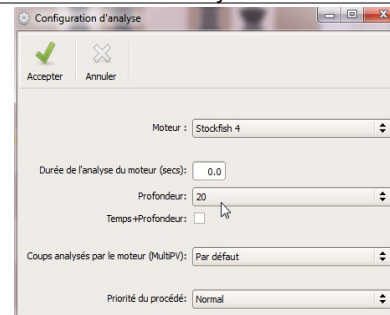 Configuration d'analyse
Accepter Annuler
Moteur : Stockfish 4
Durée de l'analyse du moteur (secs): 0.0
Profondeur: 20
Temps+Profondeur:
Coups analysés par le moteur (MultiPV): Par défaut
Priorité du procédé: Normal